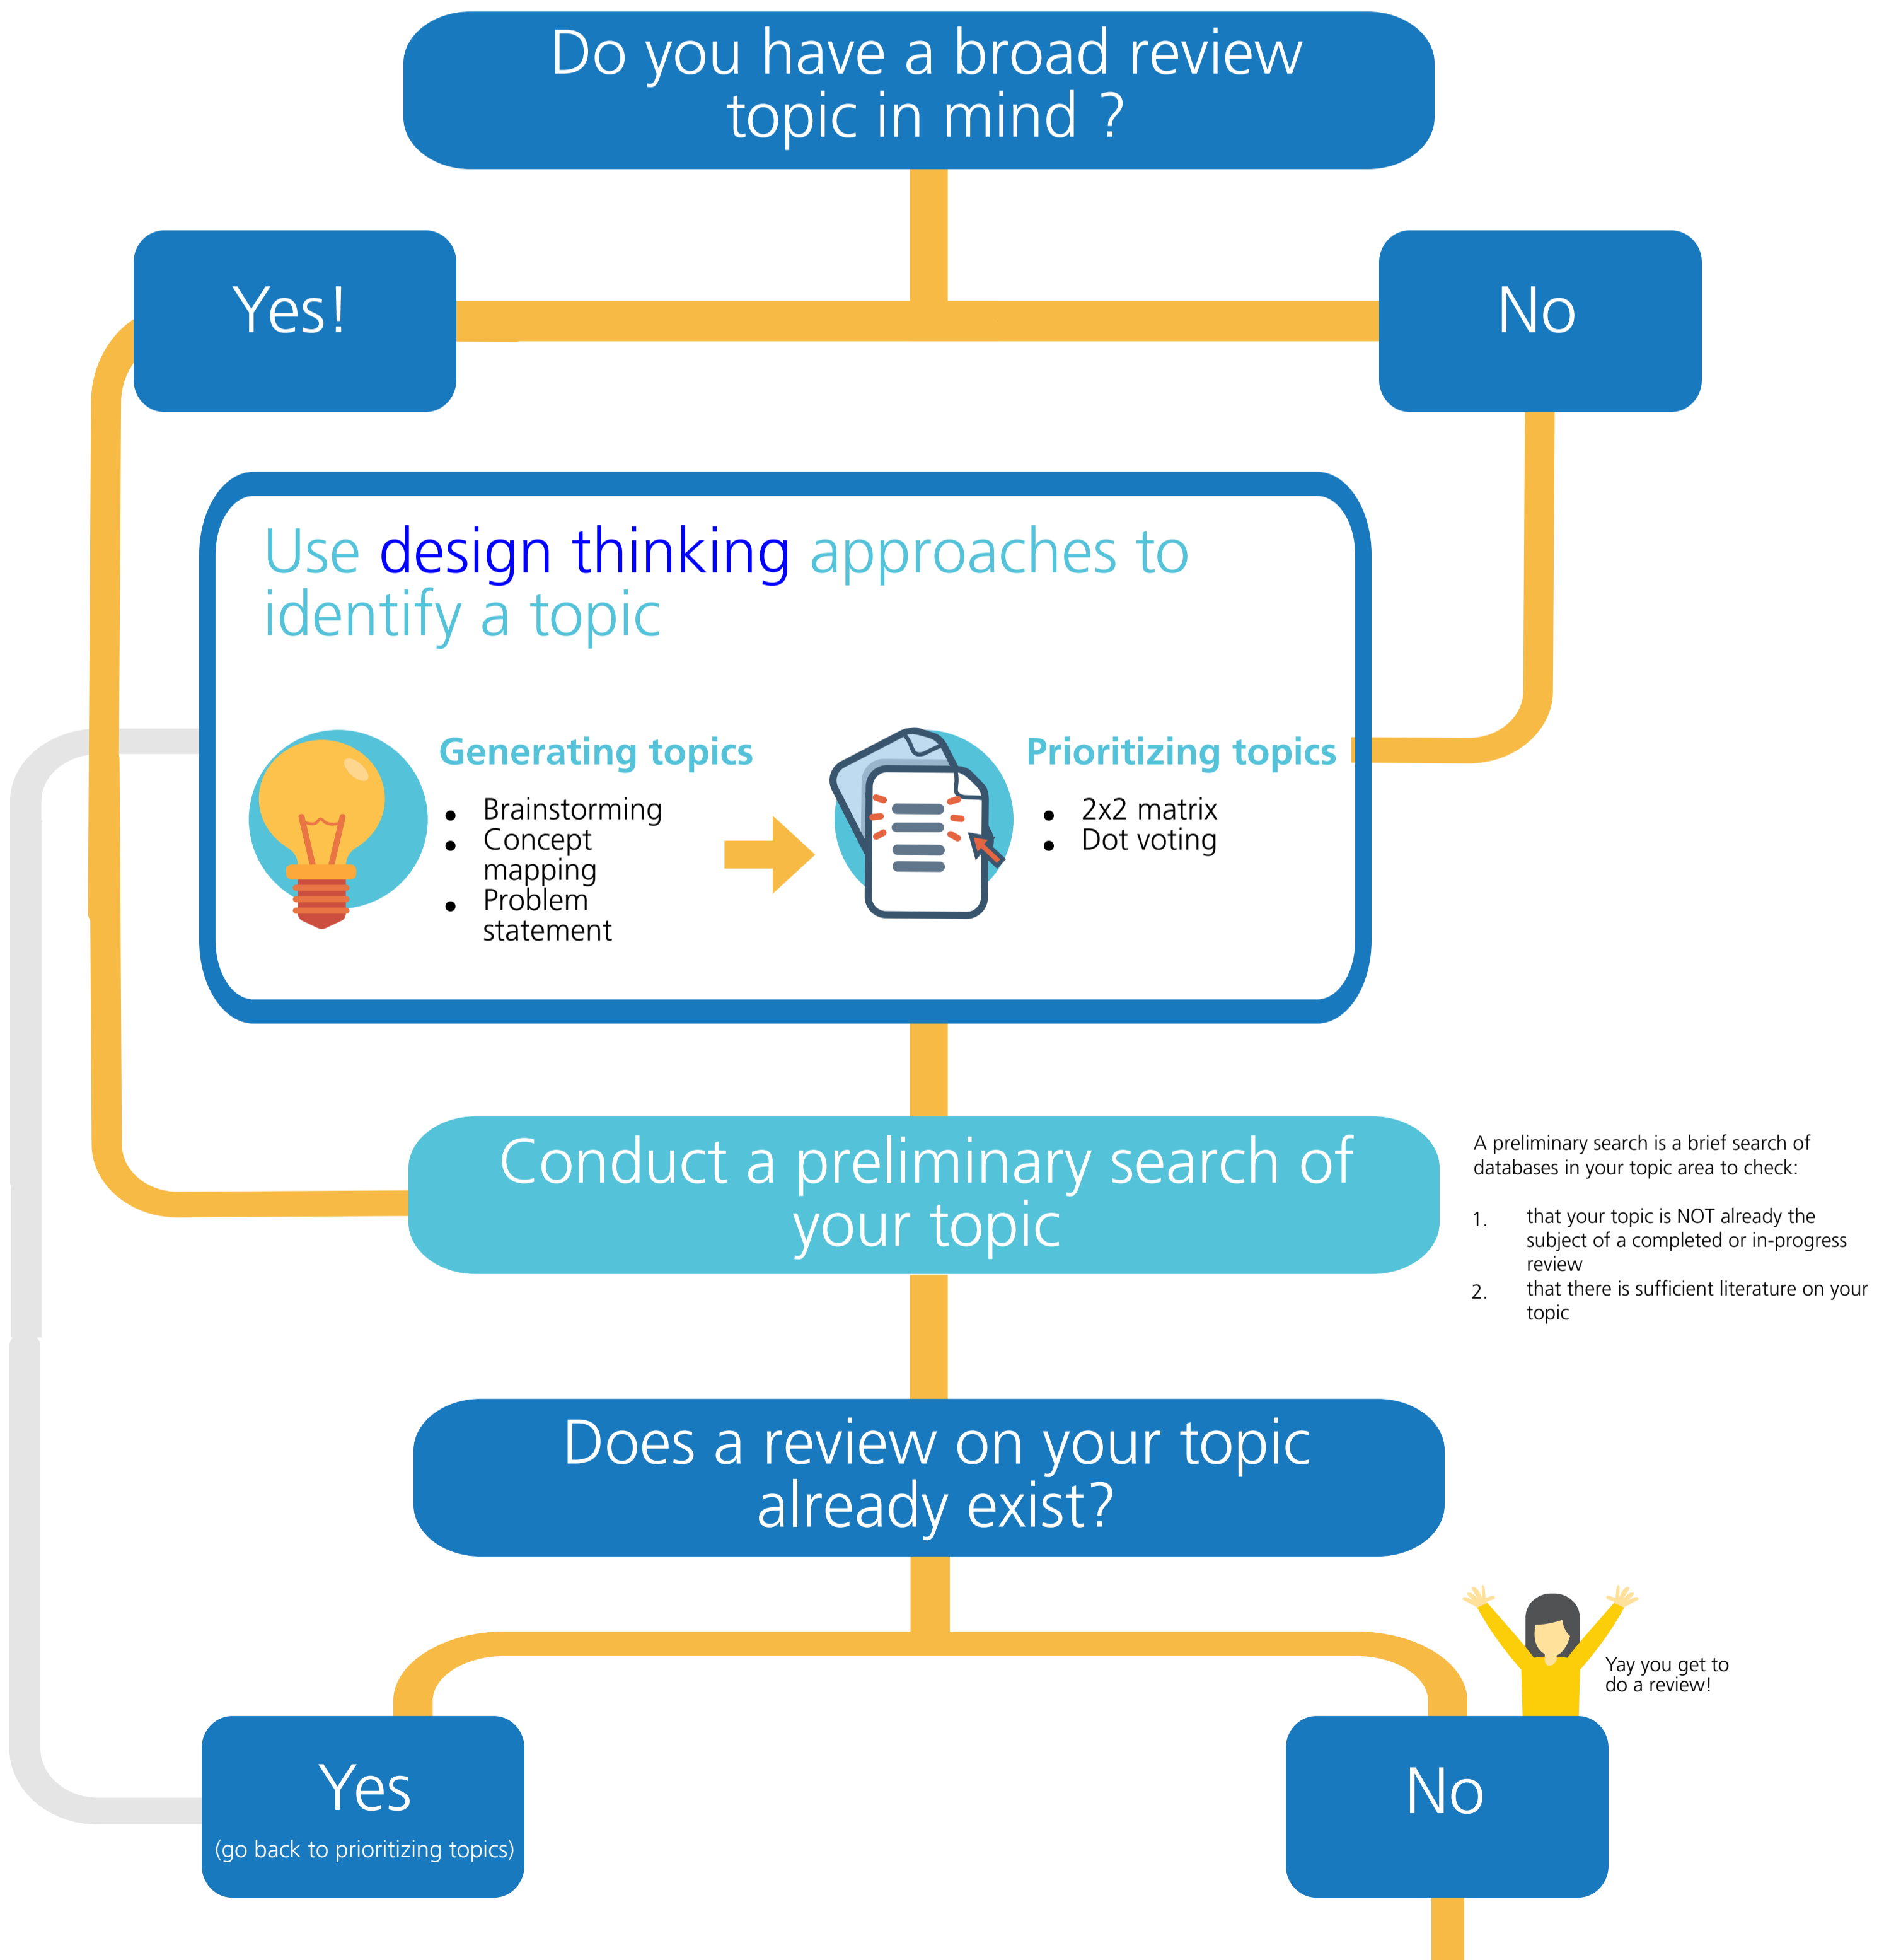 Do you have a broad review
topic in mind ?
Yes!
No
Use design thinking approaches to
identify a topic
Generating topics
• Brainstorming
• Concept
mapping
• Problem
statement
Prioritizing topics
• 2x2 matrix
• Dot voting
Conduct a preliminary search of
your topic
A preliminary search is a brief search of
databases in your topic area to check:
1. that your topic is NOT already the
subject of a completed or in-progress
review
2. that there is sufficient literature on your
topic
Does a review on your topic
already exist?
Yay you get to
do a review!
Yes
(go back to prioritizing topics)
No